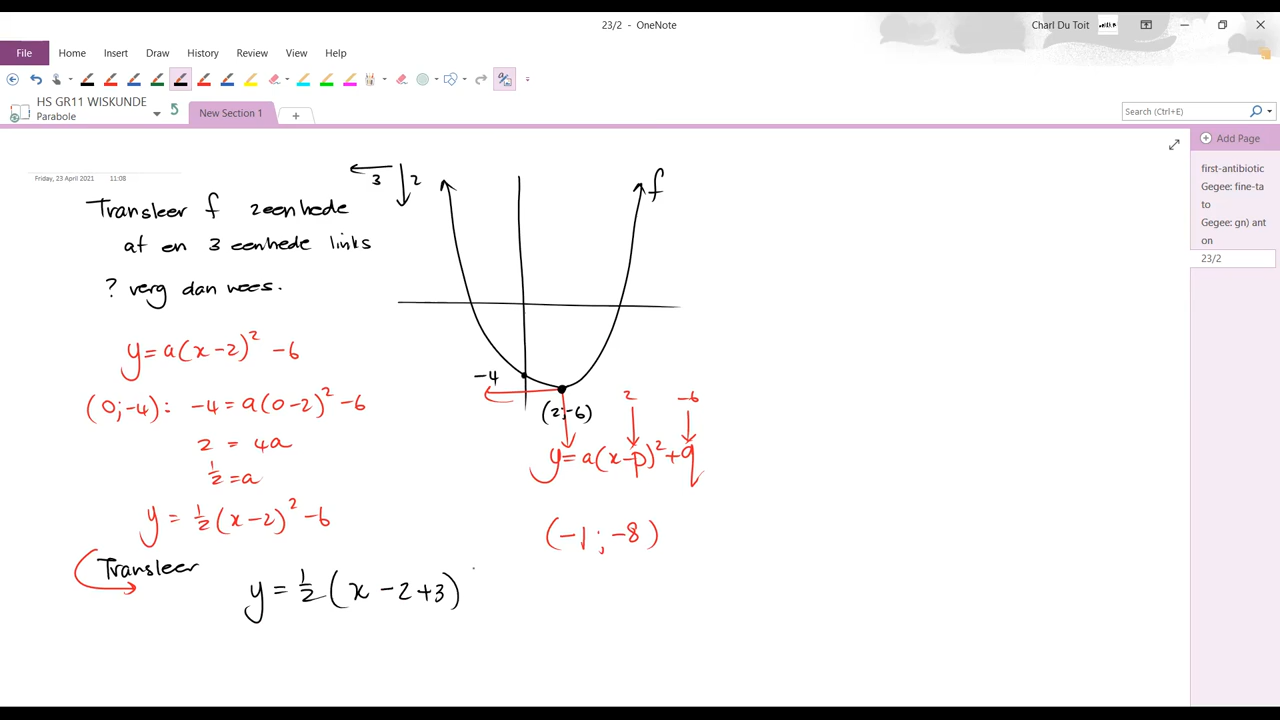 23/2 - OneNote
Charl Du Toit
File Home Insert Draw History Review View Help
HS GR11 WISKUNDE
Parabole
New Section 1
Search (Ctrl+E)
Add Page
first-antibiotic
Gegee: fine-ta
to
Gegee: gn) ant
on
23/2
Friday, 23 April 2021 11:08
Transleer f 2eenhede
af en 3 eenhede links
? verg dan wees.
y = a(x-2)² -6
(0;-4): -4 = a(0-2)² -6
2 = 4a
½ = a
y = ½(x-2)² -6
Transleer
y = ½(x -2+3)
3
2
f
-4
(2;-6)
2 -6
y = a(x-p)² + q
(-1; -8)